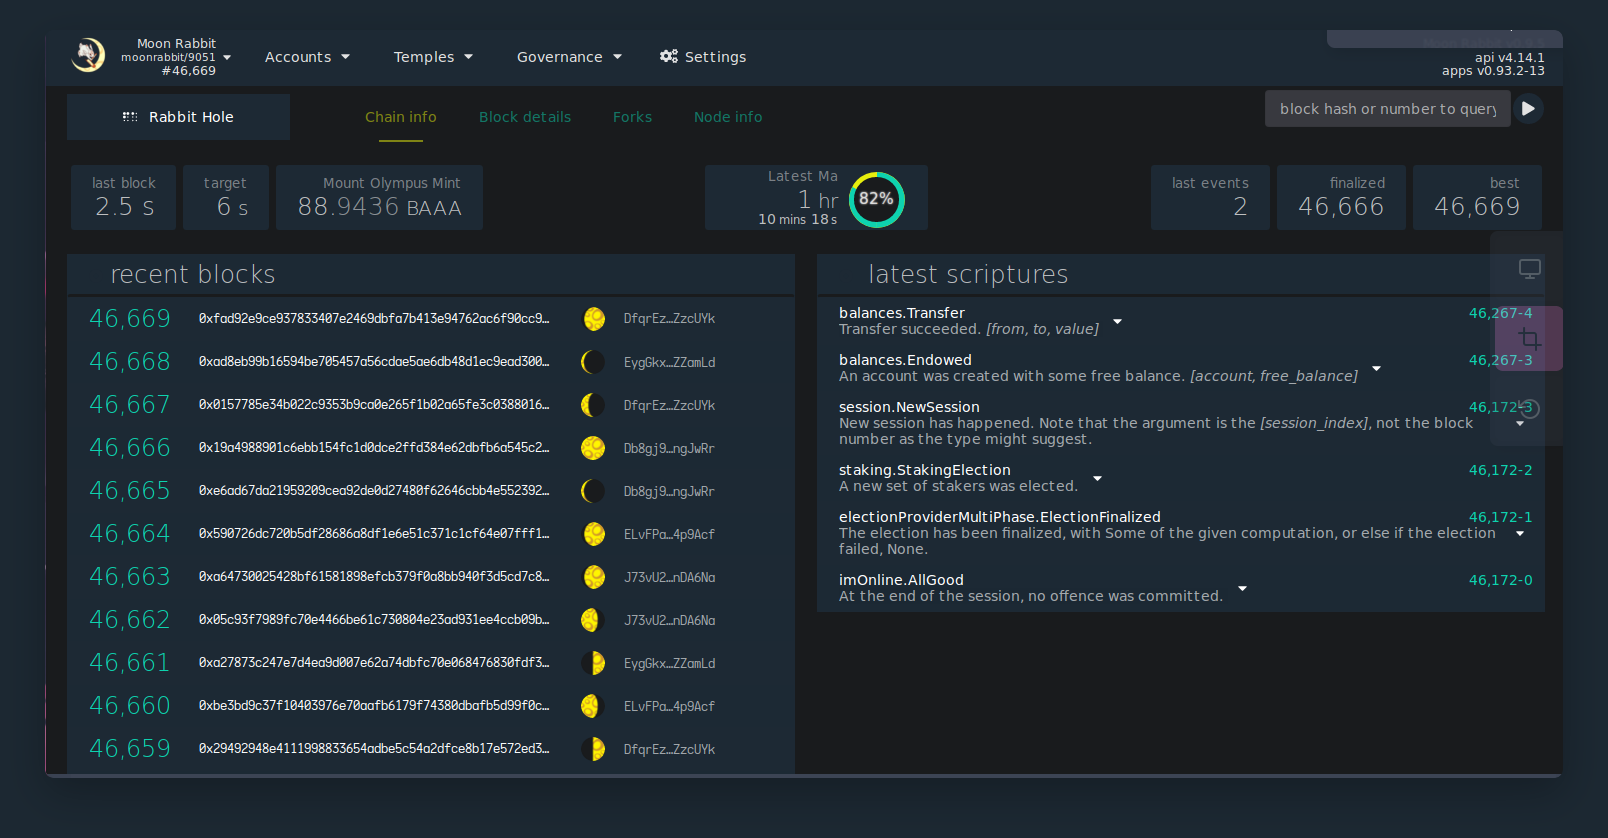 Moon Rabbit
moonrabbit/9051
#46,669
Accounts
Temples
Governance
Settings
api v4.14.1
apps v0.93.2-13
Rabbit Hole
Chain info
Block details
Forks
Node info
block hash or number to query
last block
2.5 s
target
6 s
Mount Olympus Mint
88.9436 BAAA
Latest Ma
1 hr
10 mins 18 s
82%
last events
2
finalized
46,666
best
46,669
recent blocks
46,669 0xfad92e9ce937833407e2469dbfa7b413e94762ac6f90cc9… DfqrEz…ZzcUYk
46,668 0xad8eb99b16594be705457a56cdae5ae6db48d1ec9ead300… EygGkx…ZZamLd
46,667 0x0157785e34b022c9353b9ca0e265f1b02a65fe3c0388016… DfqrEz…ZzcUYk
46,666 0x19a4988901c6ebb154fc1d0dce2ffd384e62dbfb6a545c2… Db8gj9…ngJwRr
46,665 0xe6ad67da21959209cea92de0d27480f62646cbb4e552392… Db8gj9…ngJwRr
46,664 0x590726dc720b5df28686a8df1e6e51c371c1cf64e07fff1… ELvFPa…4p9Acf
46,663 0xa64730025428bf61581898efcb379f0a8bb940f3d5cd7c8… J73vU2…nDA6Na
46,662 0x05c93f7989fc70e4466be61c730804e23ad931ee4ccb09b… J73vU2…nDA6Na
46,661 0xa27873c247e7d4ea9d007e62a74dbfc70e068476830fdf3… EygGkx…ZZamLd
46,660 0xbe3bd9c37f10403976e70aafb6179f74380dbafb5d99f0c… ELvFPa…4p9Acf
46,659 0x29492948e4111998833654adbe5c54a2dfce8b17e572ed3… DfqrEz…ZzcUYk
latest scriptures
balances.Transfer 46,267-4
Transfer succeeded. [from, to, value]
balances.Endowed 46,267-3
An account was created with some free balance. [account, free_balance]
session.NewSession 46,172-3
New session has happened. Note that the argument is the [session_index], not the block
number as the type might suggest.
staking.StakingElection 46,172-2
A new set of stakers was elected.
electionProviderMultiPhase.ElectionFinalized 46,172-1
The election has been finalized, with Some of the given computation, or else if the election
failed, None.
imOnline.AllGood 46,172-0
At the end of the session, no offence was committed.